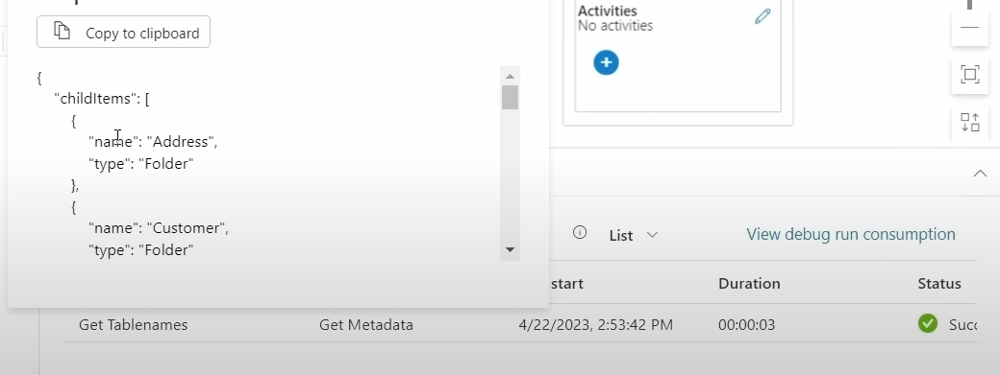 Copy to clipboard
{
"childItems": [
{
"name": "Address",
"type": "Folder"
},
{
"name": "Customer",
"type": "Folder"
Activities
No activities
List
View debug run consumption
start
Duration
Status
Get Tablenames
Get Metadata
4/22/2023, 2:53:42 PM
00:00:03
Succ